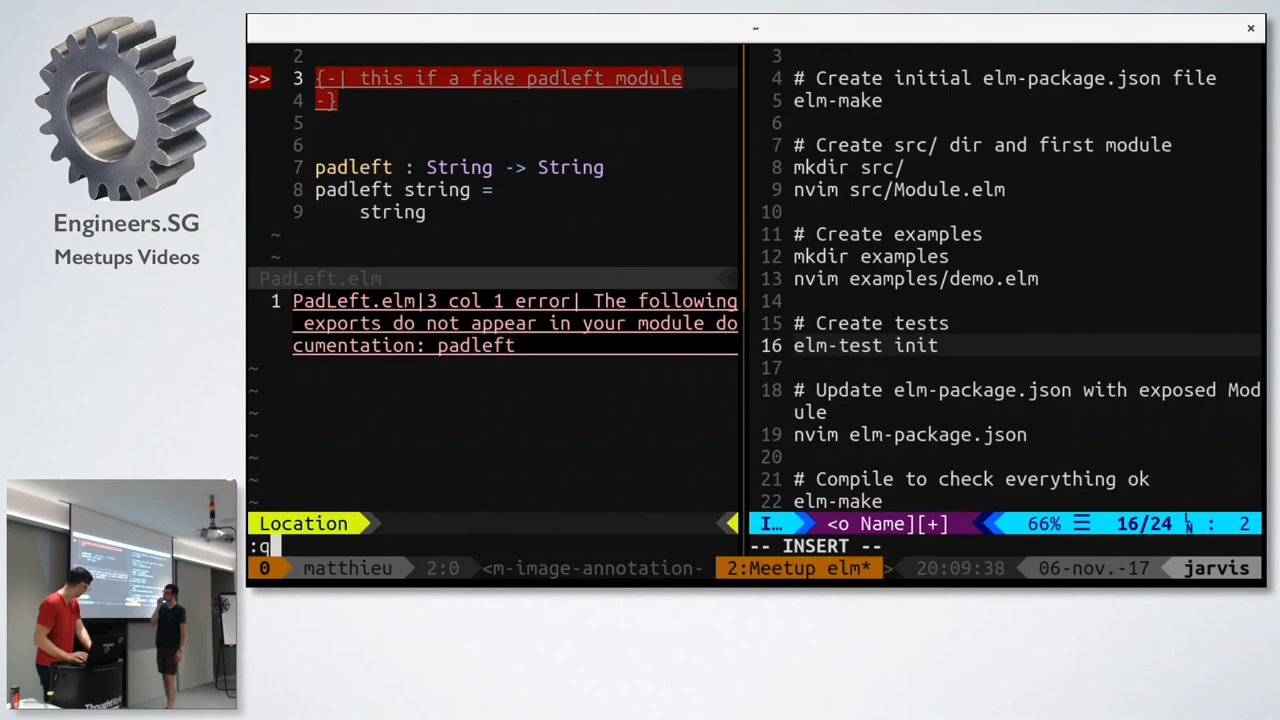 Engineers.SG
Meetups Videos
~
×
2
>> 3 {-| this if a fake padleft module
4 -}
5
6
7 padleft : String -> String
8 padleft string =
9 string
~
~
PadLeft.elm
1 PadLeft.elm|3 col 1 error| The following
exports do not appear in your module do
cumentation: padleft
~
~
~
~
~
~
~
Location
:q
3
4 # Create initial elm-package.json file
5 elm-make
6
7 # Create src/ dir and first module
8 mkdir src/
9 nvim src/Module.elm
10
11 # Create examples
12 mkdir examples
13 nvim examples/demo.elm
14
15 # Create tests
16 elm-test init
17
18 # Update elm-package.json with exposed Mod
ule
19 nvim elm-package.json
20
21 # Compile to check everything ok
22 elm-make
I… <o Name][+] 66% ☰ 16/24 LN : 2
-- INSERT --
0 matthieu 2:0 <m-image-annotation- 2:Meetup elm* > 20:09:38 06-nov.-17 jarvis
ThoughtWorks